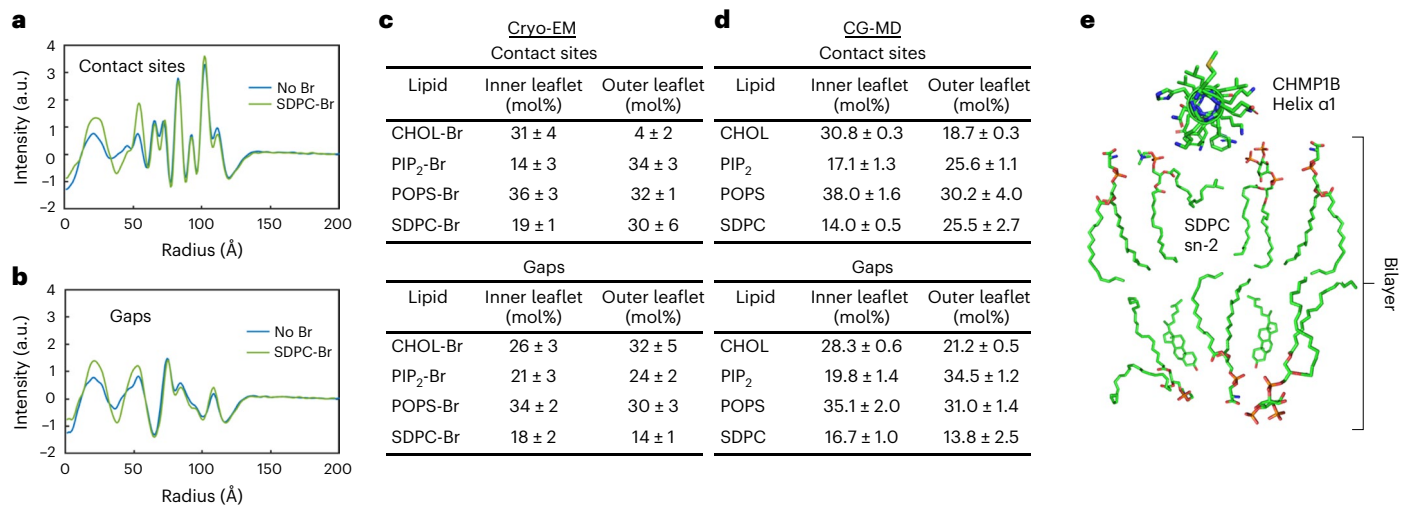 a
Intensity (a.u.)
4
3
2
1
0
−1
−2
Contact sites
No Br
SDPC-Br
0 50 100 150 200
Radius (Å)
b
Intensity (a.u.)
4
3
2
1
0
−1
−2
Gaps
No Br
SDPC-Br
0 50 100 150 200
Radius (Å)
c
Cryo-EM
Contact sites
Lipid Inner leaflet Outer leaflet
(mol%) (mol%)
CHOL-Br 31 ± 4 4 ± 2
PIP2-Br 14 ± 3 34 ± 3
POPS-Br 36 ± 3 32 ± 1
SDPC-Br 19 ± 1 30 ± 6
Gaps
Lipid Inner leaflet Outer leaflet
(mol%) (mol%)
CHOL-Br 26 ± 3 32 ± 5
PIP2-Br 21 ± 3 24 ± 2
POPS-Br 34 ± 2 30 ± 3
SDPC-Br 18 ± 2 14 ± 1
d
CG-MD
Contact sites
Lipid Inner leaflet Outer leaflet
(mol%) (mol%)
CHOL 30.8 ± 0.3 18.7 ± 0.3
PIP2 17.1 ± 1.3 25.6 ± 1.1
POPS 38.0 ± 1.6 30.2 ± 4.0
SDPC 14.0 ± 0.5 25.5 ± 2.7
Gaps
Lipid Inner leaflet Outer leaflet
(mol%) (mol%)
CHOL 28.3 ± 0.6 21.2 ± 0.5
PIP2 19.8 ± 1.4 34.5 ± 1.2
POPS 35.1 ± 2.0 31.0 ± 1.4
SDPC 16.7 ± 1.0 13.8 ± 2.5
e
CHMP1B
Helix α1
SDPC
sn-2
Bilayer